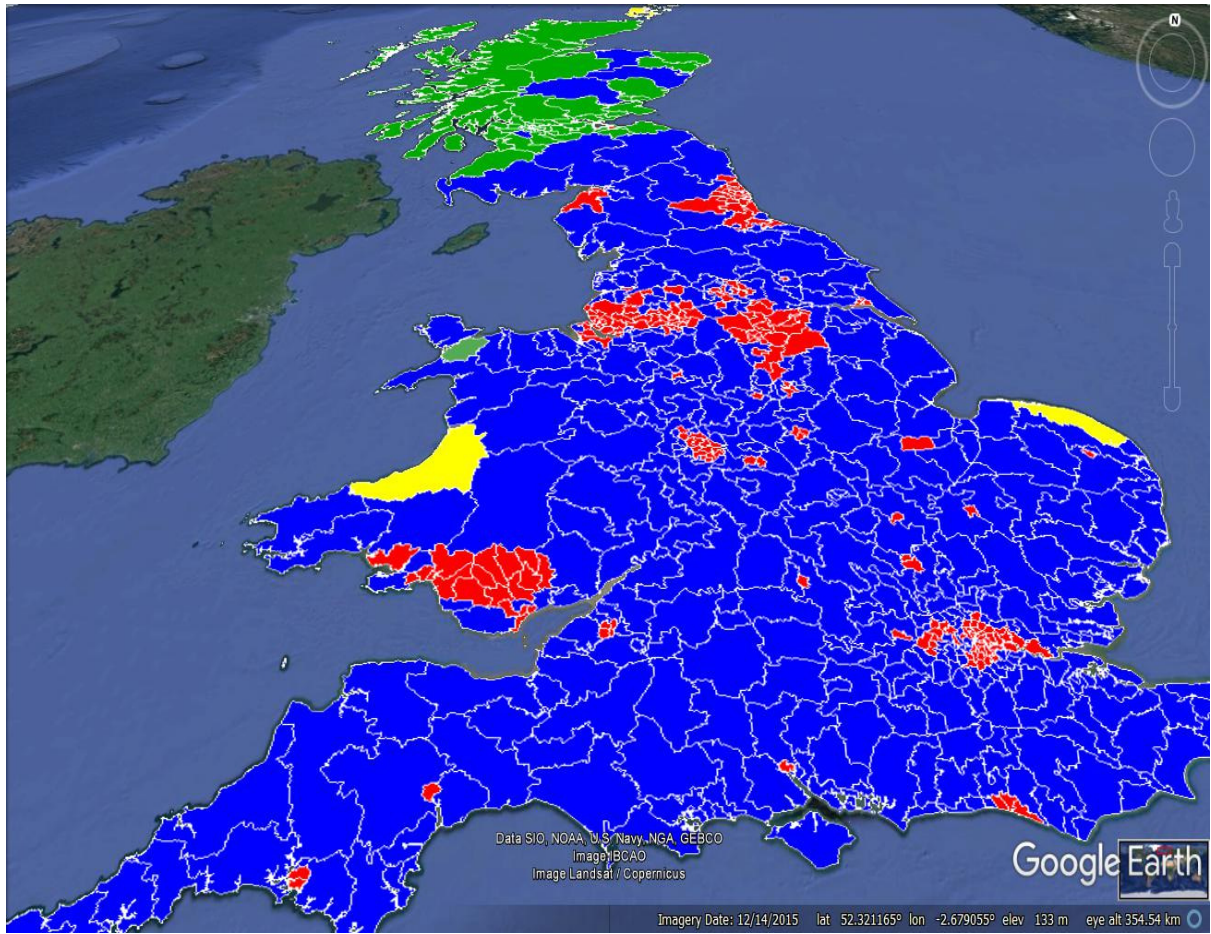 N
Data SIO, NOAA, U.S. Navy, NGA, GEBCO
Image IBCAO
Image Landsat / Copernicus
Google Earth
Imagery Date: 12/14/2015 lat 52.321165° lon -2.679055° elev 133 m eye alt 354.54 km